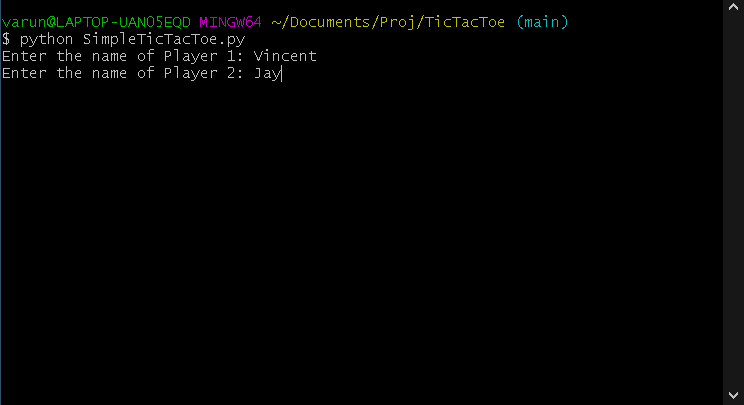 varun@LAPTOP-UANO5EQD MINGW64 ~/Documents/Proj/TicTacToe (main)
$ python SimpleTicTacToe.py
Enter the name of Player 1: Vincent
Enter the name of Player 2: Jay